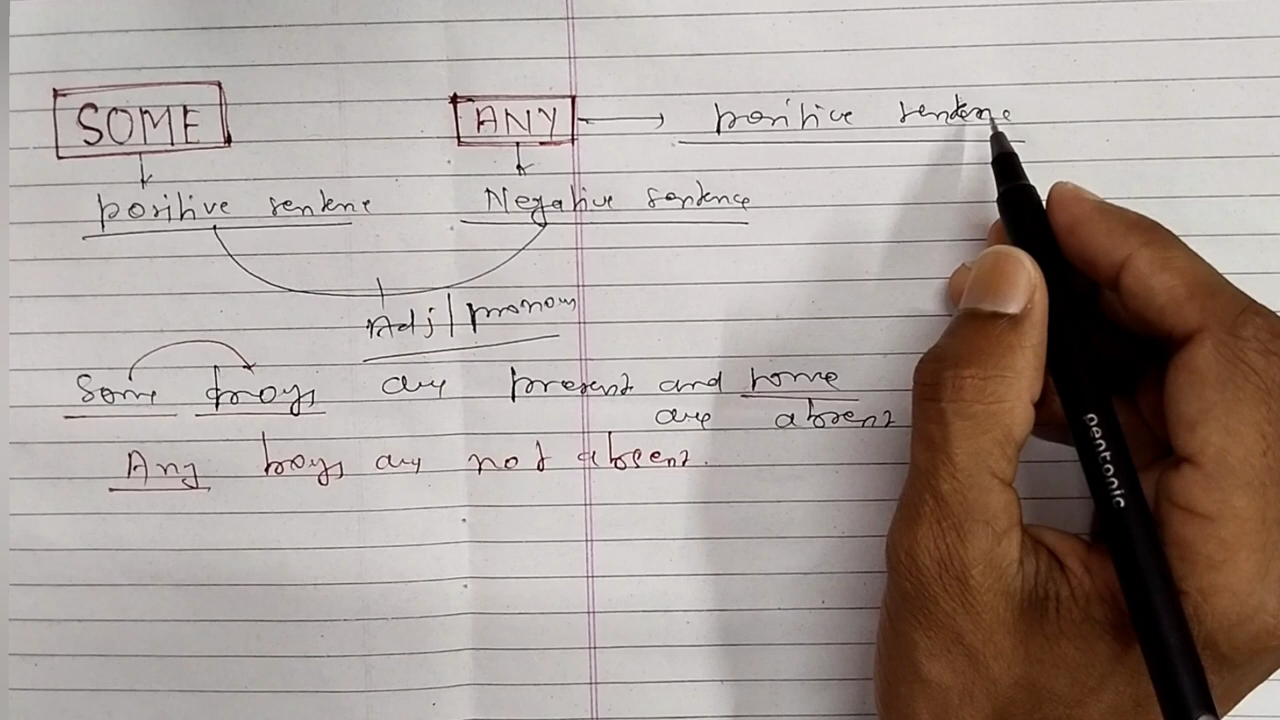 SOME ANY → positive sentence
positive sentence Negative sentence
Adj/pronoun
Some boys are present and some
are absent
Any boys are not absent.
pentonic